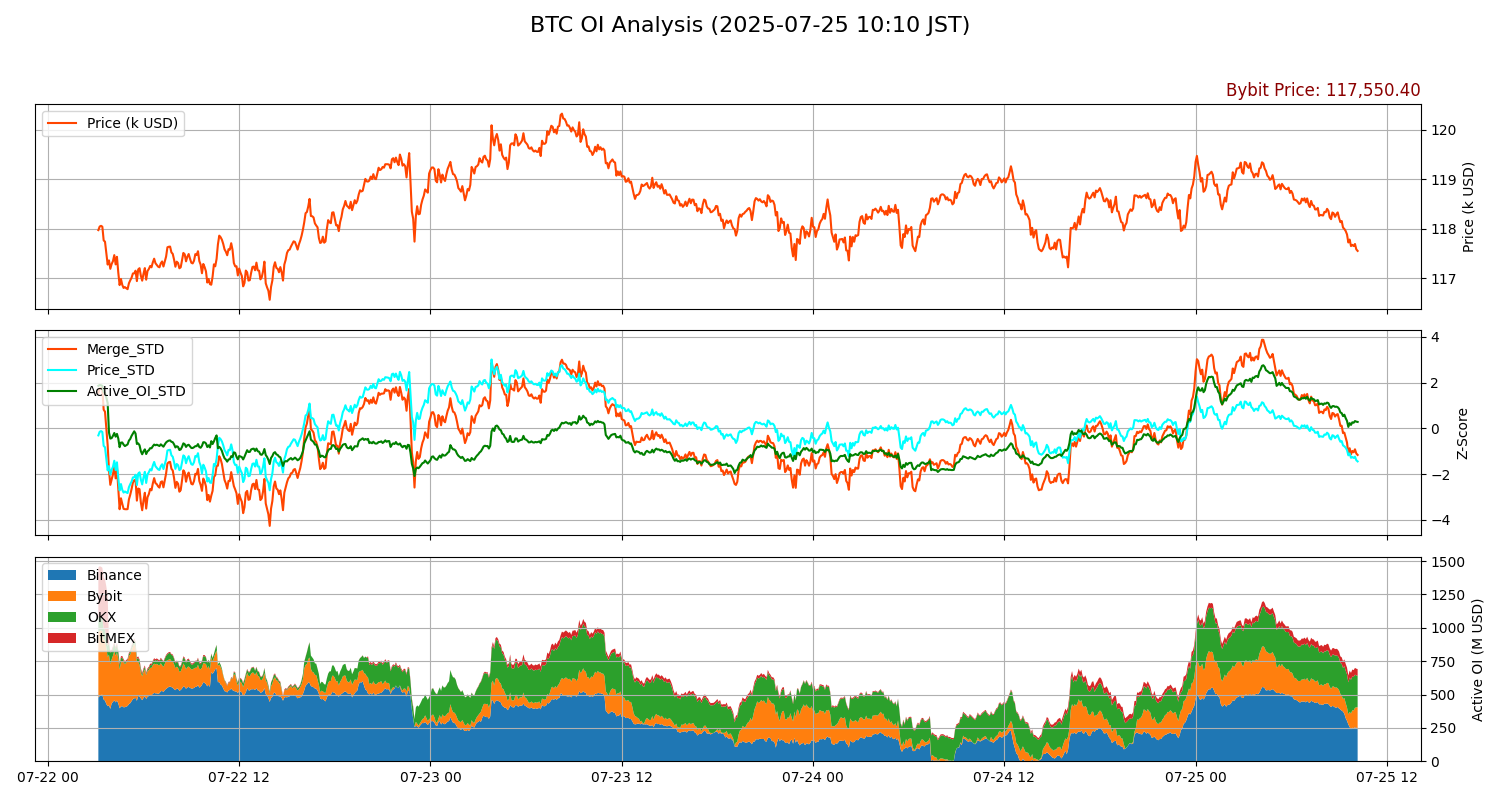 BTC OI Analysis (2025-07-25 10:10 JST)
Bybit Price: 117,550.40
Price (k USD)
120
119
118
117
Price (k USD)
Merge_STD
Price_STD
Active_OI_STD
4
2
0
−2
−4
Z-Score
Binance
Bybit
OKX
BitMEX
1500
1250
1000
750
500
250
0
Active OI (M USD)
07-22 00
07-22 12
07-23 00
07-23 12
07-24 00
07-24 12
07-25 00
07-25 12